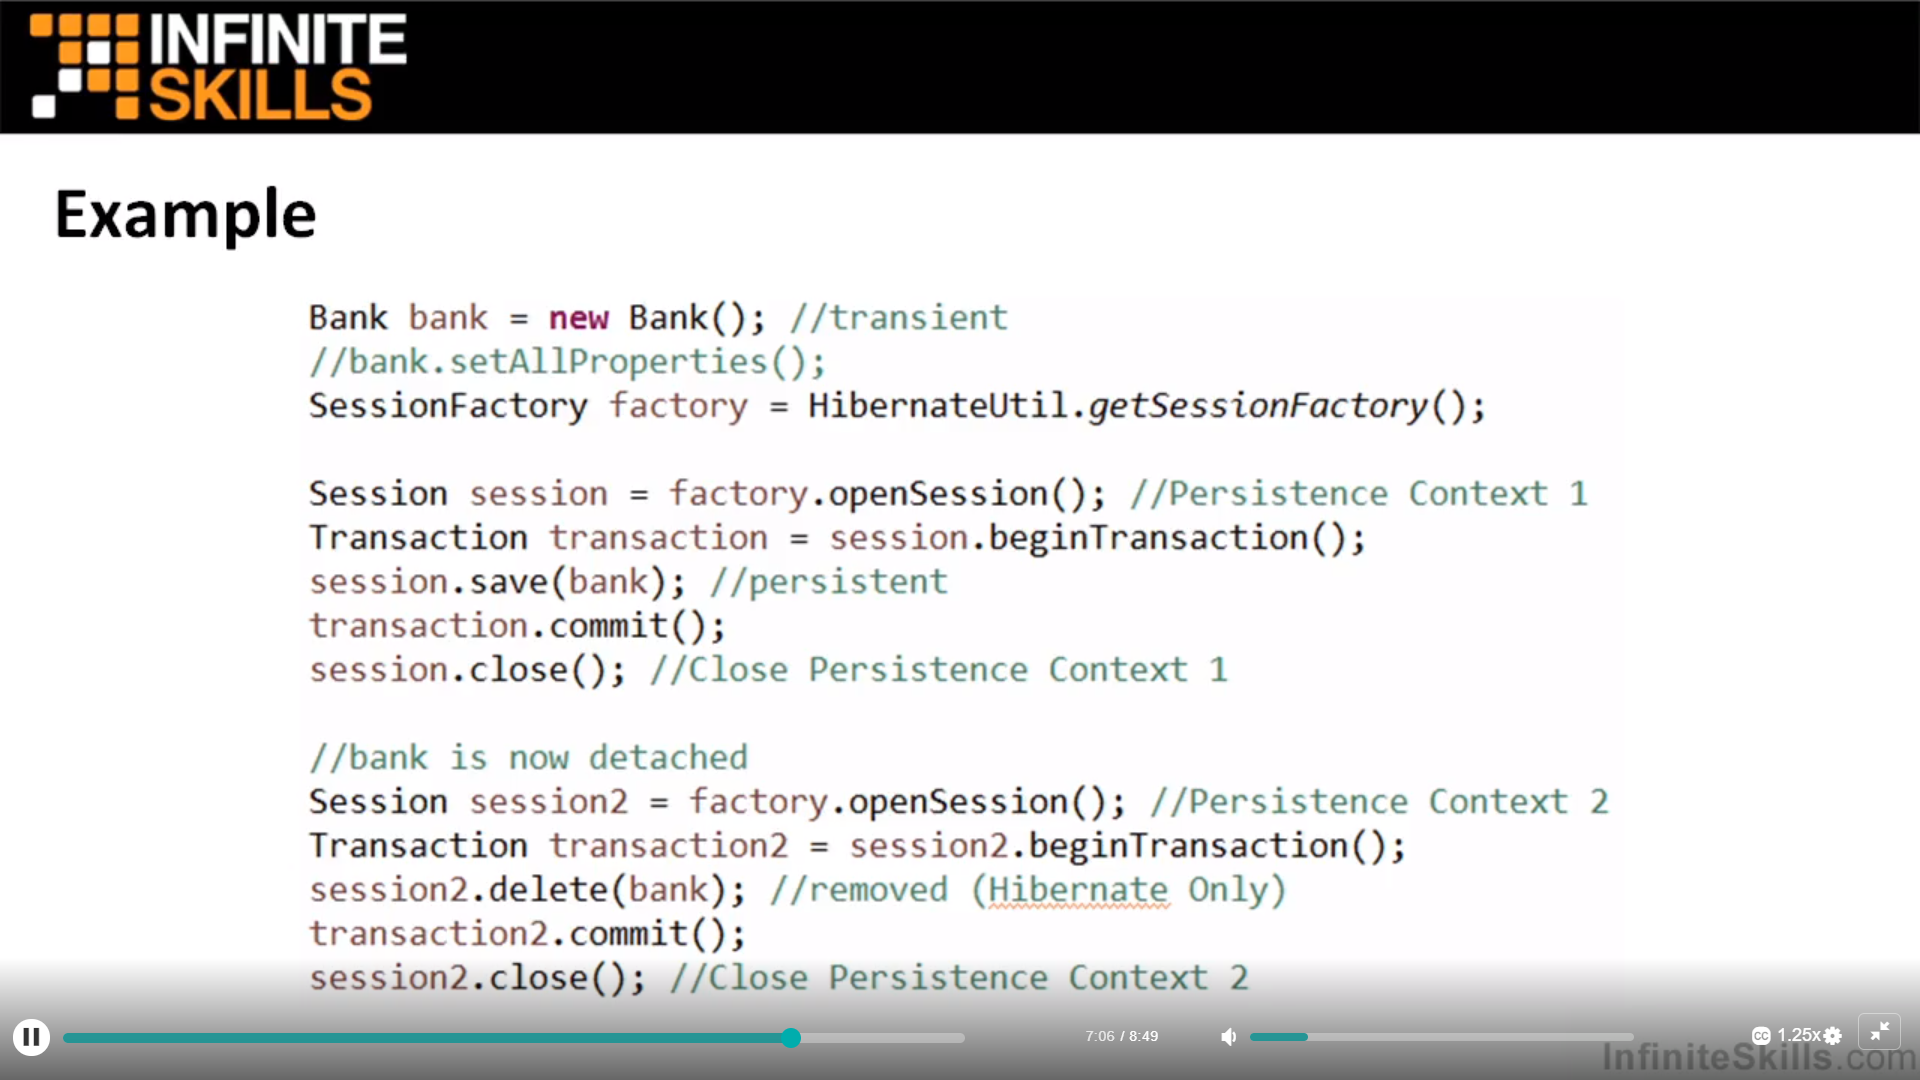 INFINITE
SKILLS
Example
Bank bank = new Bank(); //transient
//bank.setAllProperties();
SessionFactory factory = HibernateUtil.getSessionFactory();
Session session = factory.openSession(); //Persistence Context 1
Transaction transaction = session.beginTransaction();
session.save(bank); //persistent
transaction.commit();
session.close(); //Close Persistence Context 1
//bank is now detached
Session session2 = factory.openSession(); //Persistence Context 2
Transaction transaction2 = session2.beginTransaction();
session2.delete(bank); //removed (Hibernate Only)
transaction2.commit();
session2.close(); //Close Persistence Context 2
7:06 / 8:49
CC 1.25x
InfiniteSkills.com